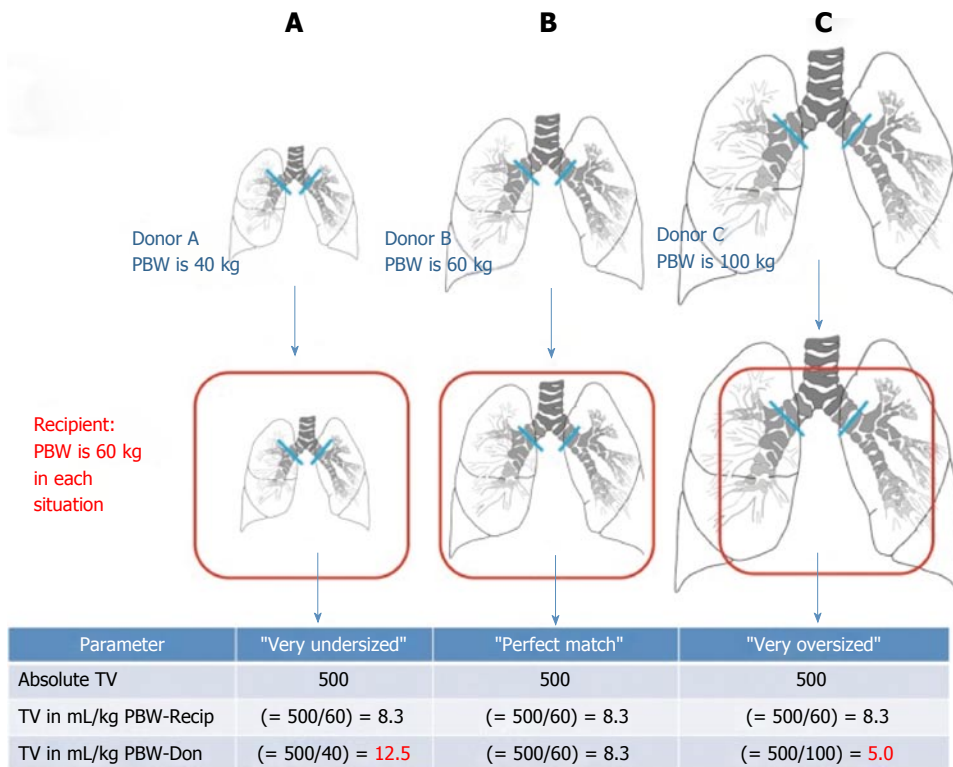 A B C
Donor A
PBW is 40 kg
Donor B
PBW is 60 kg
Donor C
PBW is 100 kg
Recipient:
PBW is 60 kg
in each
situation
Parameter "Very undersized" "Perfect match" "Very oversized"
Absolute TV 500 500 500
TV in mL/kg PBW-Recip (= 500/60) = 8.3 (= 500/60) = 8.3 (= 500/60) = 8.3
TV in mL/kg PBW-Don (= 500/40) = 12.5 (= 500/60) = 8.3 (= 500/100) = 5.0